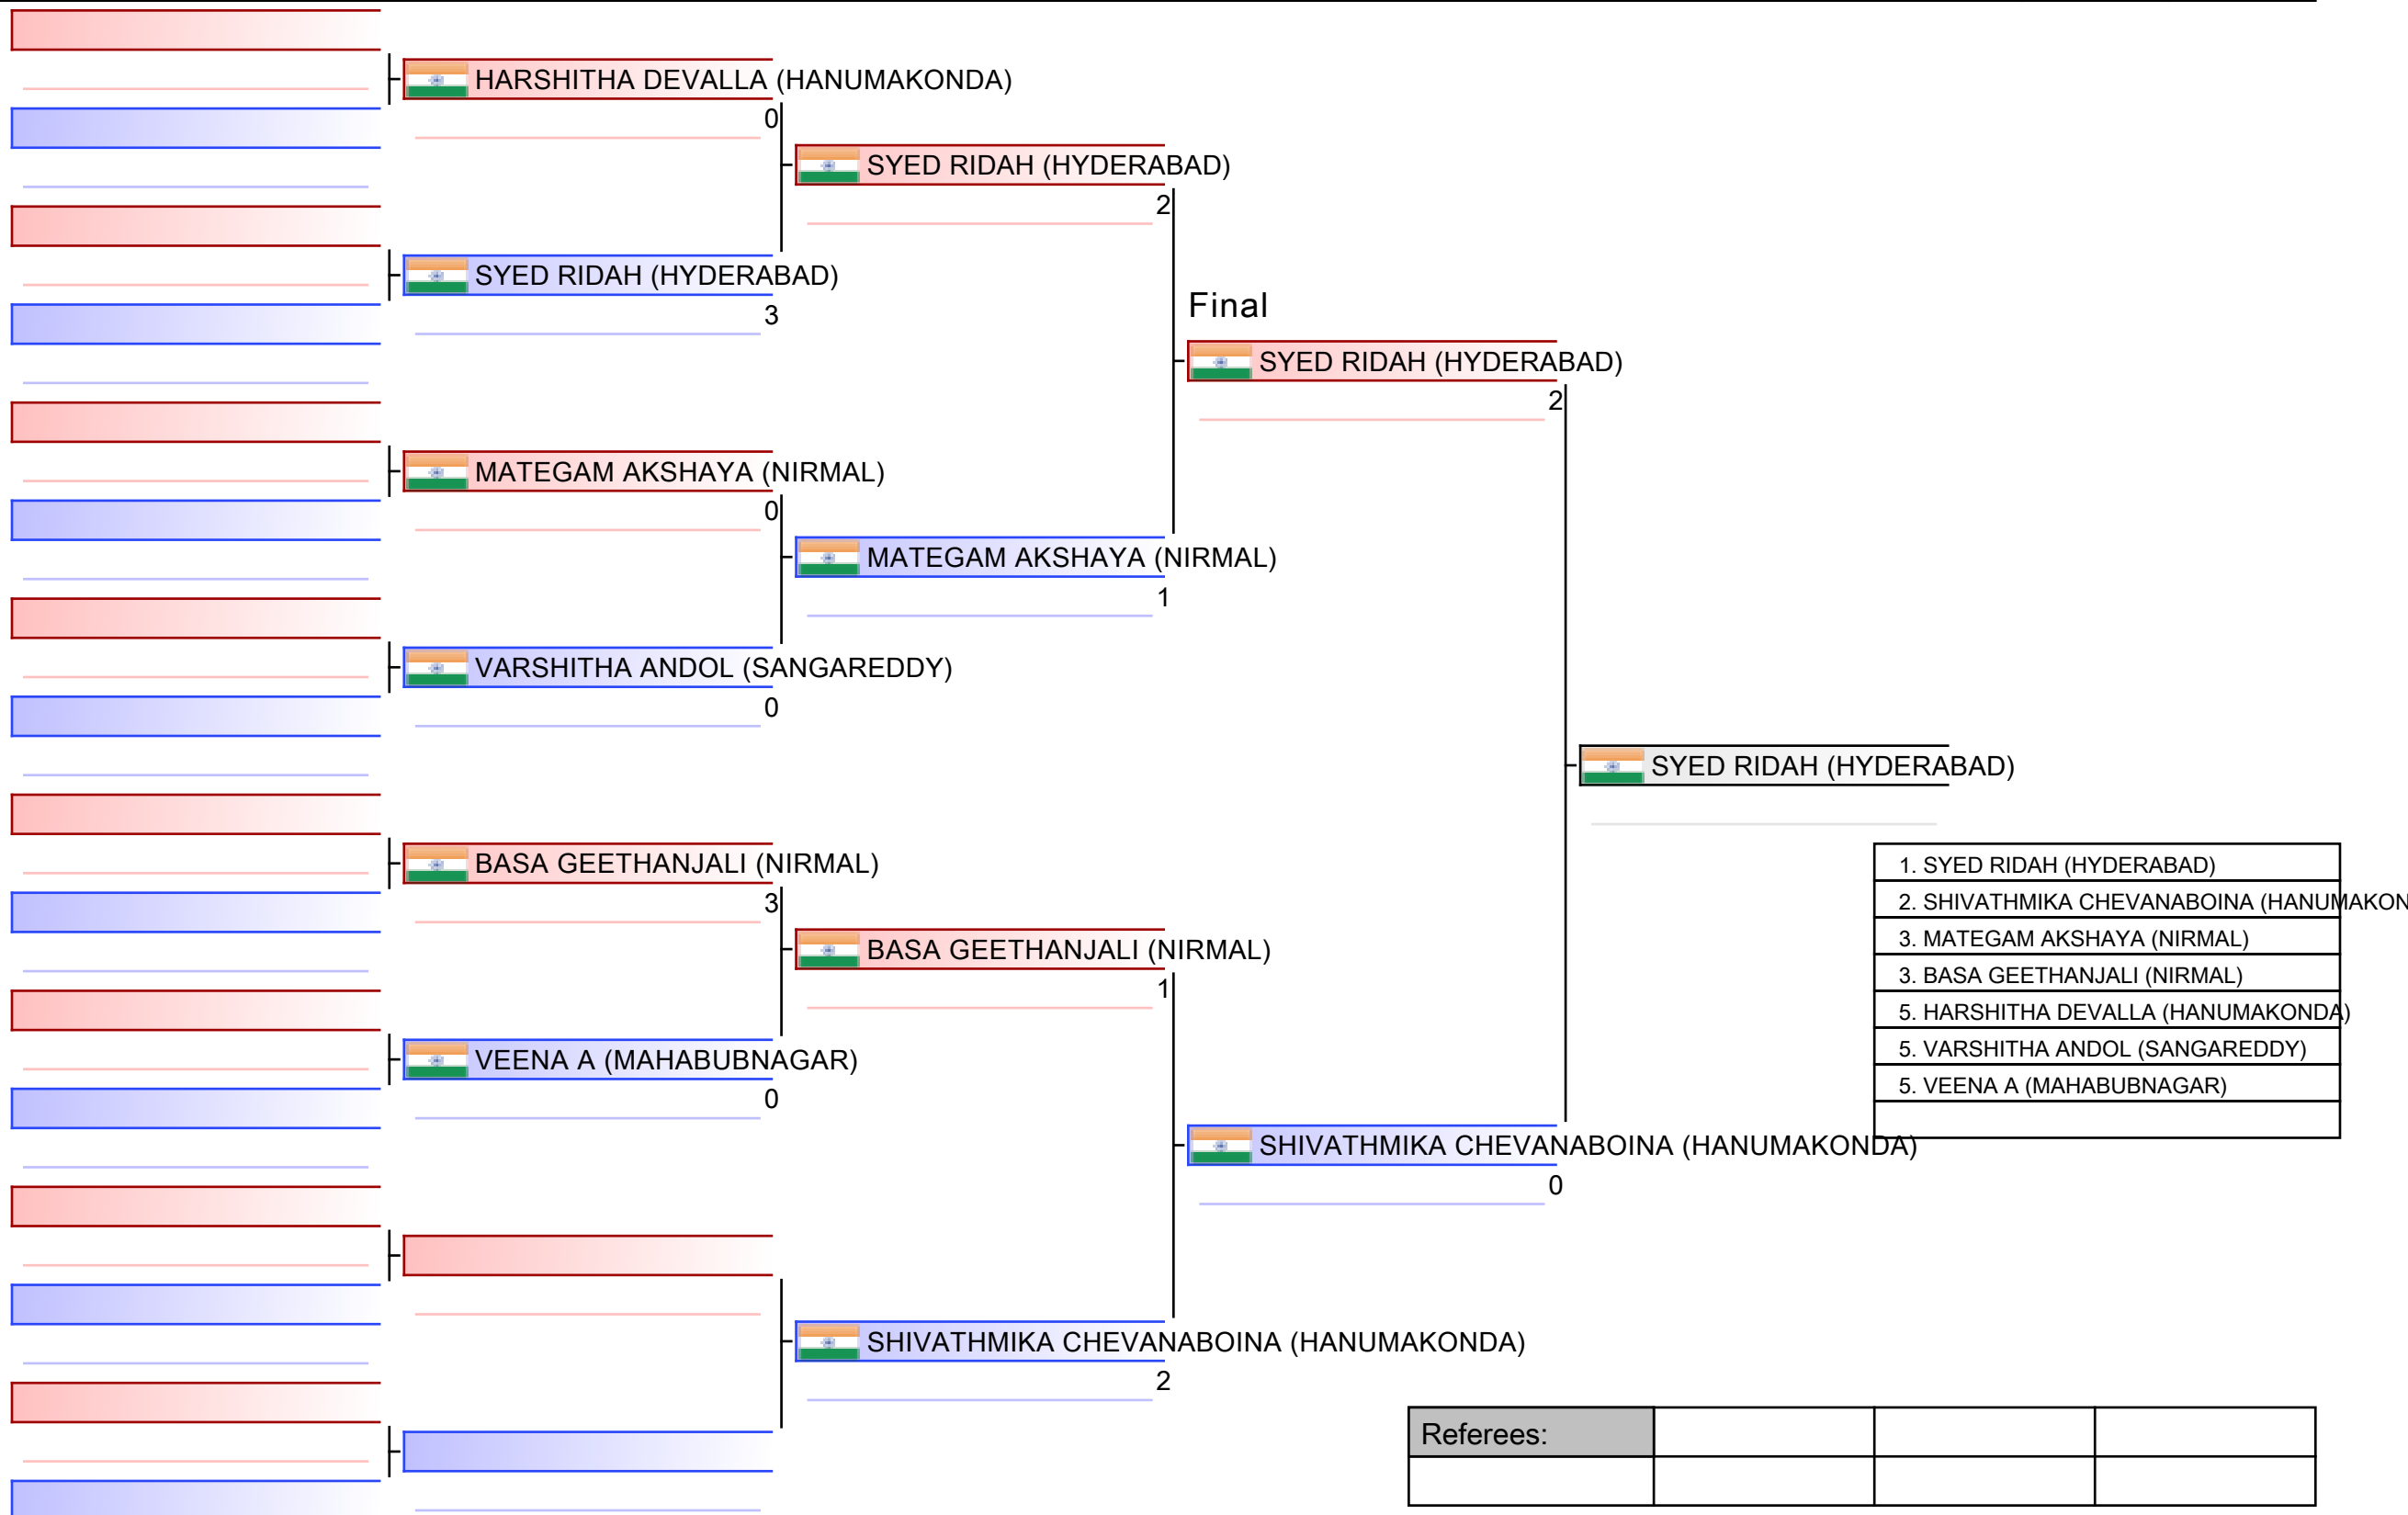 HARSHITHA DEVALLA (HANUMAKONDA)
0
SYED RIDAH (HYDERABAD)
2
SYED RIDAH (HYDERABAD)
3
Final
SYED RIDAH (HYDERABAD)
2
MATEGAM AKSHAYA (NIRMAL)
0
MATEGAM AKSHAYA (NIRMAL)
1
VARSHITHA ANDOL (SANGAREDDY)
0
SYED RIDAH (HYDERABAD)
BASA GEETHANJALI (NIRMAL)
3
BASA GEETHANJALI (NIRMAL)
1
VEENA A (MAHABUBNAGAR)
0
1. SYED RIDAH (HYDERABAD)
2. SHIVATHMIKA CHEVANABOINA (HANUMAKON
3. MATEGAM AKSHAYA (NIRMAL)
3. BASA GEETHANJALI (NIRMAL)
5. HARSHITHA DEVALLA (HANUMAKONDA)
5. VARSHITHA ANDOL (SANGAREDDY)
5. VEENA A (MAHABUBNAGAR)
SHIVATHMIKA CHEVANABOINA (HANUMAKONDA)
0
SHIVATHMIKA CHEVANABOINA (HANUMAKONDA)
2
Referees: